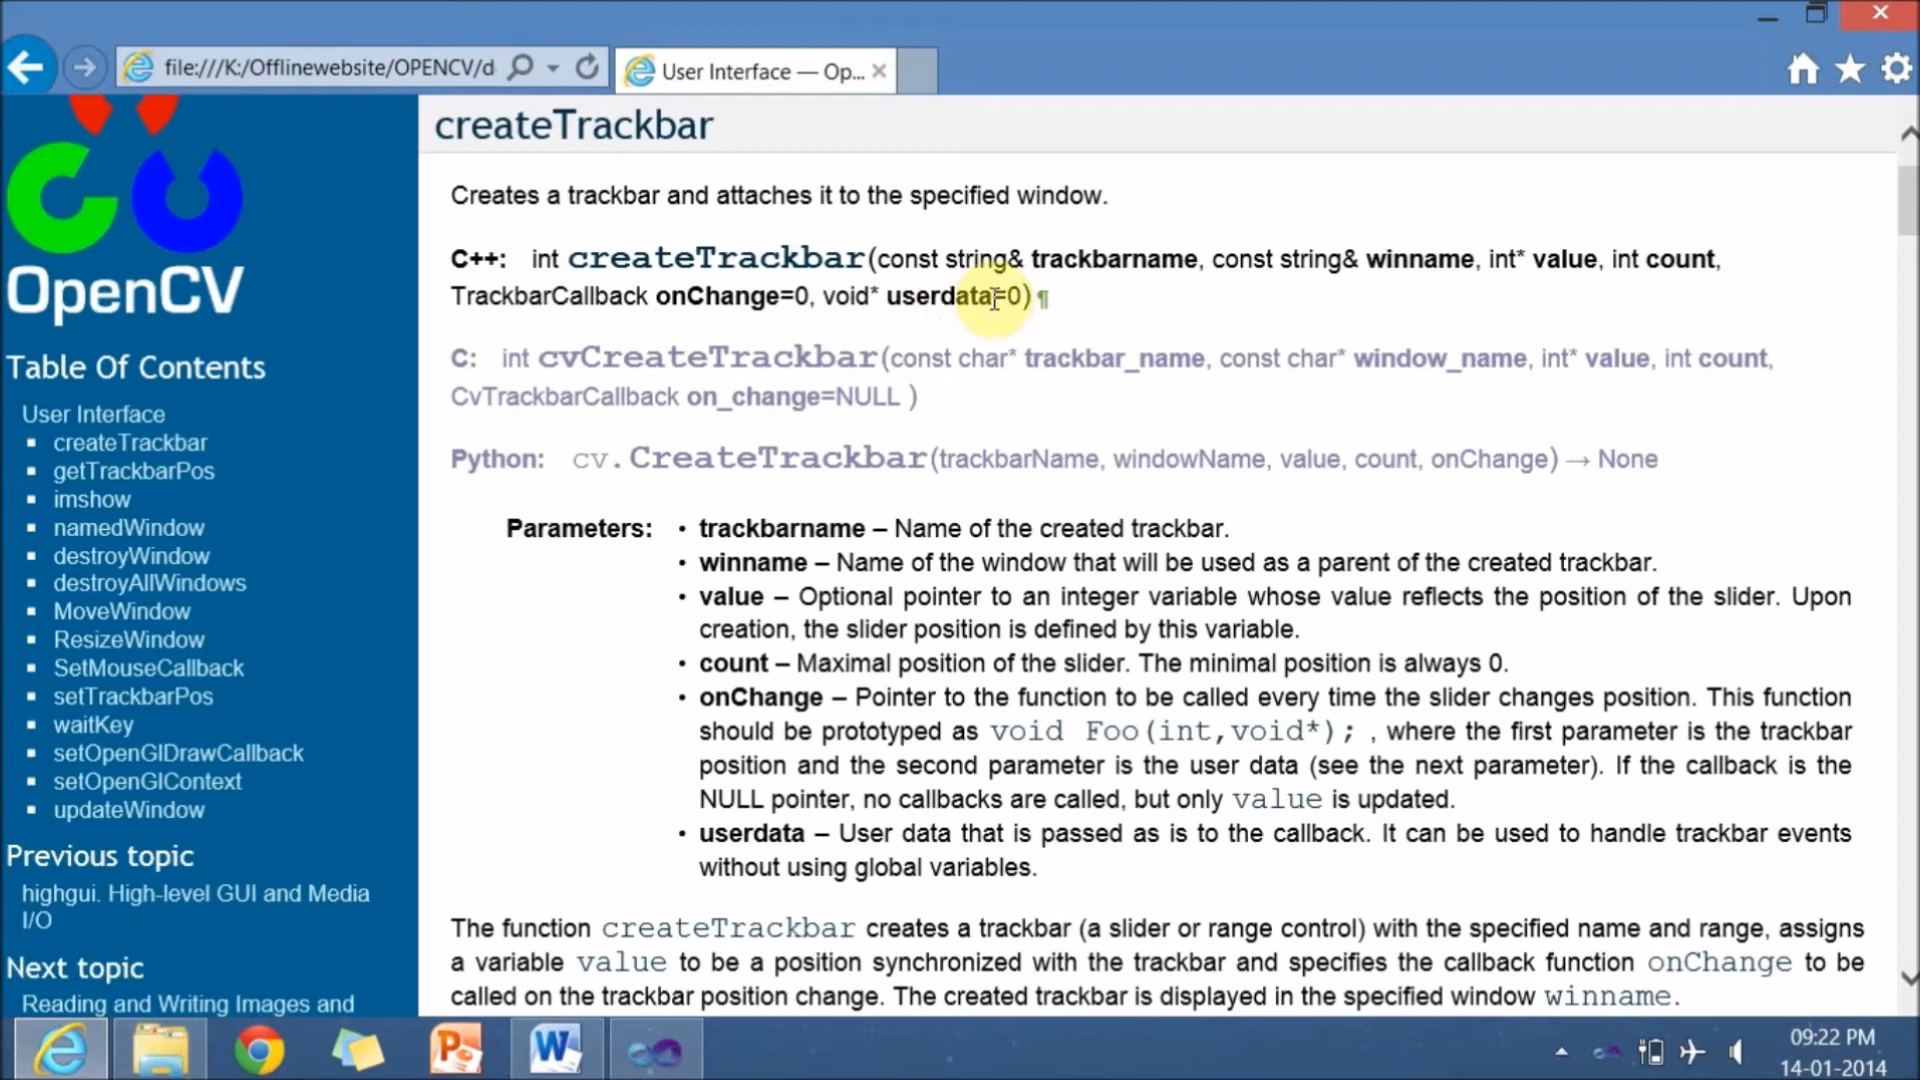 file:///K:/Offlinewebsite/OPENCV/d
User Interface — Op...
OpenCV
Table Of Contents
User Interface
createTrackbar
getTrackbarPos
imshow
namedWindow
destroyWindow
destroyAllWindows
MoveWindow
ResizeWindow
SetMouseCallback
setTrackbarPos
waitKey
setOpenGlDrawCallback
setOpenGlContext
updateWindow
Previous topic
highgui. High-level GUI and Media
I/O
Next topic
Reading and Writing Images and
createTrackbar
Creates a trackbar and attaches it to the specified window.
C++: int createTrackbar(const string& trackbarname, const string& winname, int* value, int count,
TrackbarCallback onChange=0, void* userdata=0) ¶
C: int cvCreateTrackbar(const char* trackbar_name, const char* window_name, int* value, int count,
CvTrackbarCallback on_change=NULL )
Python: cv.CreateTrackbar(trackbarName, windowName, value, count, onChange) → None
Parameters: • trackbarname – Name of the created trackbar.
• winname – Name of the window that will be used as a parent of the created trackbar.
• value – Optional pointer to an integer variable whose value reflects the position of the slider. Upon
creation, the slider position is defined by this variable.
• count – Maximal position of the slider. The minimal position is always 0.
• onChange – Pointer to the function to be called every time the slider changes position. This function
should be prototyped as void Foo(int,void*); , where the first parameter is the trackbar
position and the second parameter is the user data (see the next parameter). If the callback is the
NULL pointer, no callbacks are called, but only value is updated.
• userdata – User data that is passed as is to the callback. It can be used to handle trackbar events
without using global variables.
The function createTrackbar creates a trackbar (a slider or range control) with the specified name and range, assigns
a variable value to be a position synchronized with the trackbar and specifies the callback function onChange to be
called on the trackbar position change. The created trackbar is displayed in the specified window winname.
09:22 PM
14-01-2014